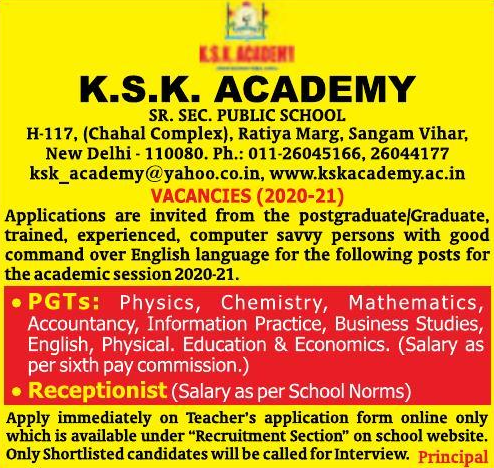 K.S.K. ACADEMY
K.S.K. ACADEMY
SR. SEC. PUBLIC SCHOOL
H-117, (Chahal Complex), Ratiya Marg, Sangam Vihar,
New Delhi - 110080. Ph.: 011-26045166, 26044177
ksk_academy@yahoo.co.in, www.kskacademy.ac.in
VACANCIES (2020-21)
Applications are invited from the postgraduate/Graduate,
trained, experienced, computer savvy persons with good
command over English language for the following posts for
the academic session 2020-21.
• PGTs: Physics, Chemistry, Mathematics,
Accountancy, Information Practice, Business Studies,
English, Physical. Education & Economics. (Salary as
per sixth pay commission.)
• Receptionist (Salary as per School Norms)
Apply immediately on Teacher's application form online only
which is available under “Recruitment Section” on school website.
Only Shortlisted candidates will be called for Interview. Principal